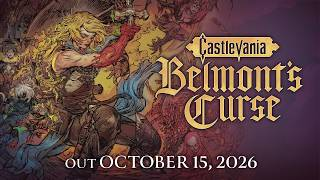 Castlevania
Belmont's
Curse
OUT OCTOBER 15, 2026